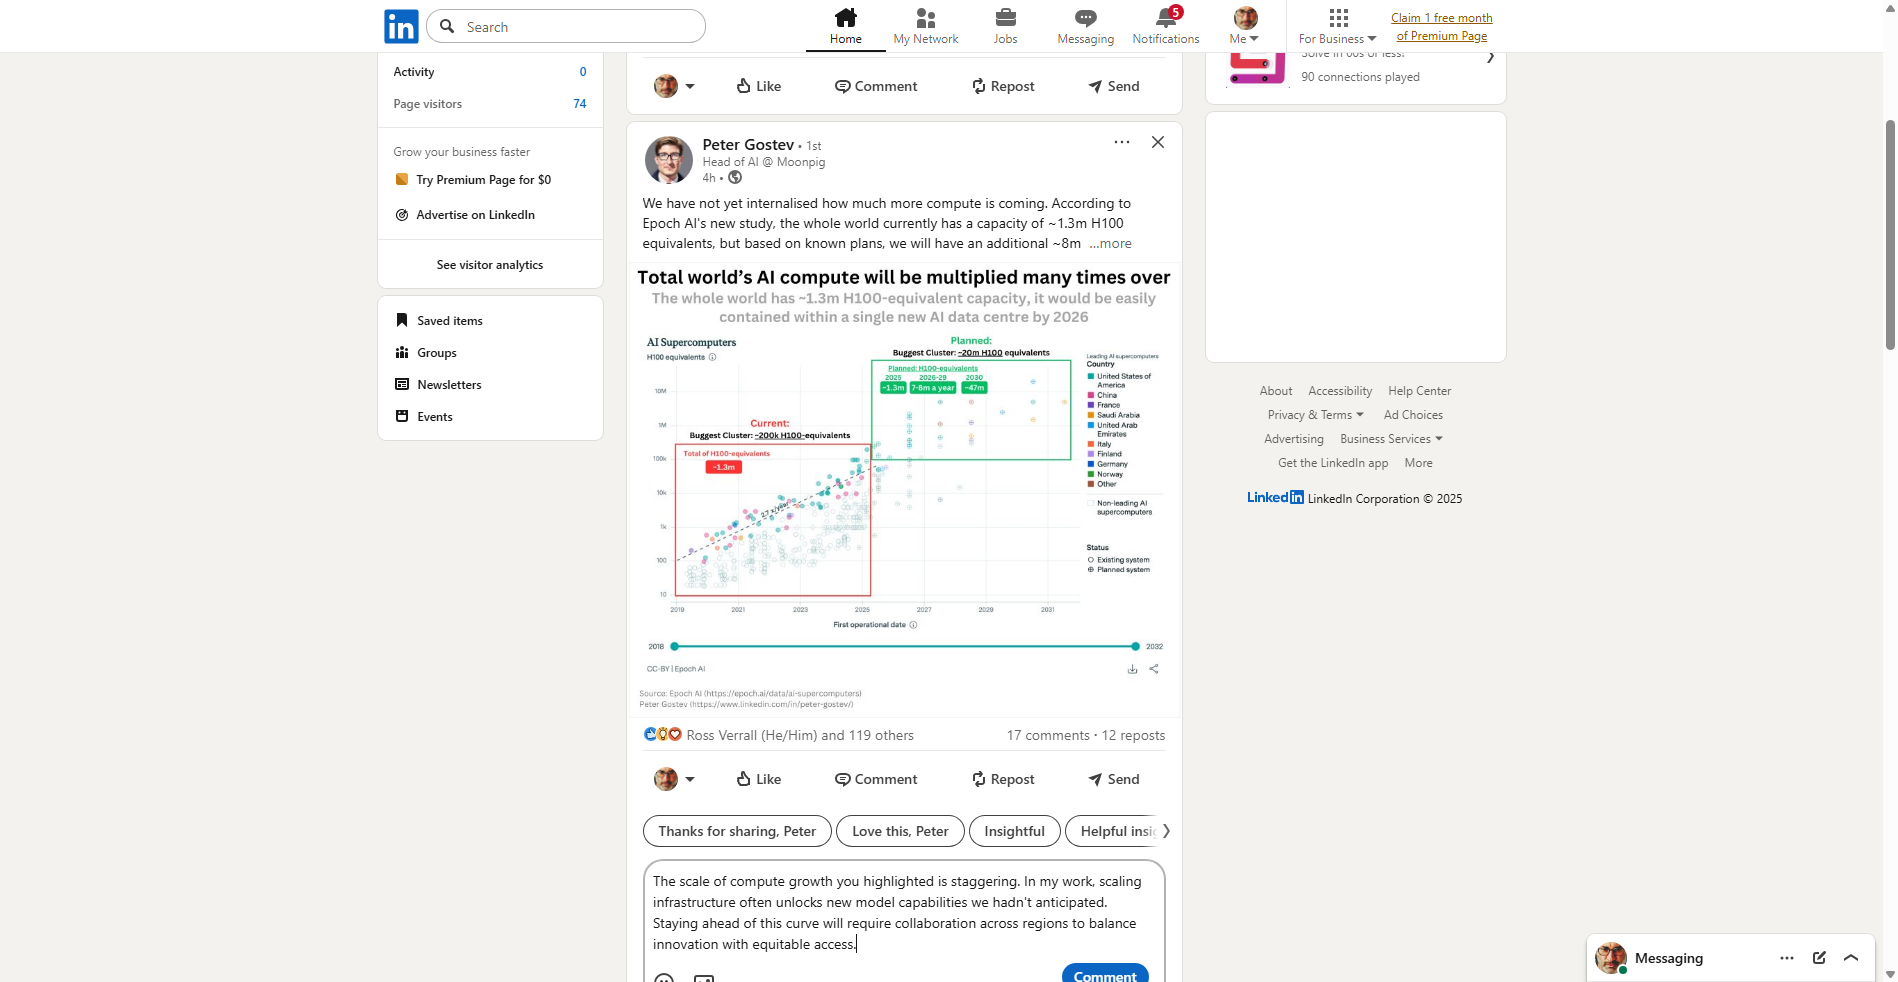 in
Search
Home
My Network
Jobs
Messaging
5
Notifications
Me
For Business
Claim 1 free month
of Premium Page
Activity 0
Page visitors 74
Grow your business faster
Try Premium Page for $0
Advertise on LinkedIn
See visitor analytics
Saved items
Groups
Newsletters
Events
Like Comment Repost Send
Peter Gostev • 1st
Head of AI @ Moonpig
4h •
We have not yet internalised how much more compute is coming. According to
Epoch AI's new study, the whole world currently has a capacity of ~1.3m H100
equivalents, but based on known plans, we will have an additional ~8m ...more
Total world's AI compute will be multiplied many times over
The whole world has ~1.3m H100-equivalent capacity, it would be easily
contained within a single new AI data centre by 2026
AI Supercomputers
H100 equivalents
Planned:
Buggest Cluster: ~20m H100 equivalents
Planned: H100-equivalents
2025 2026-29 2030
~1.3m 7-8m a year ~47m
Current:
Buggest Cluster: ~200k H100-equivalents
Total of H100-equivalents
~1.3m
10M
1M
100k
10k
1k
100
10
2.7 x/year
2019 2021 2023 2025 2027 2029 2031
First operational date
Leading AI supercomputers
Country
United States of
America
China
France
Saudi Arabia
United Arab
Emirates
Italy
Finland
Germany
Norway
Other
Non-leading AI
supercomputers
Status
Existing system
Planned system
2018 2032
CC-BY | Epoch AI
Source: Epoch AI (https://epoch.ai/data/ai-supercomputers)
Peter Gostev (https://www.linkedin.com/in/peter-gostev/)
Ross Verrall (He/Him) and 119 others
17 comments • 12 reposts
Like Comment Repost Send
Thanks for sharing, Peter
Love this, Peter
Insightful
Helpful insig
The scale of compute growth you highlighted is staggering. In my work, scaling
infrastructure often unlocks new model capabilities we hadn't anticipated.
Staying ahead of this curve will require collaboration across regions to balance
innovation with equitable access.
Comment
Solve in 60s or less!
90 connections played
About Accessibility Help Center
Privacy & Terms Ad Choices
Advertising Business Services
Get the LinkedIn app More
LinkedIn LinkedIn Corporation © 2025
Messaging